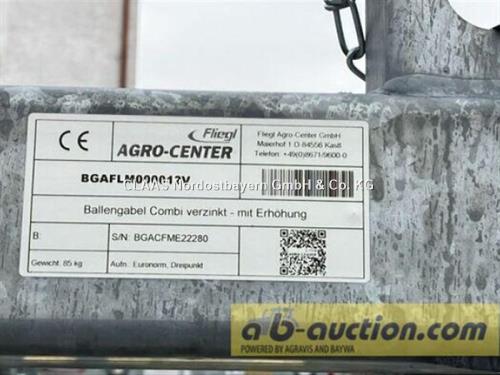 CE
Fliegl
AGRO-CENTER
Fliegl Agro-Center GmbH
Maierhof 1 D-84556 Kastl
Telefon: +49(0)8671/9600-0
BGAFLM000012V
CLAAS Nordostbayern GmbH & Co. KG
Ballengabel Combi verzinkt - mit Erhöhung
B:
S/N: BGACFME22280
Gewicht: 85 kg
Aufn. Euronorm, Dreipunkt
ab-auction.com
POWERED BY AGRAVIS AND BAYWA